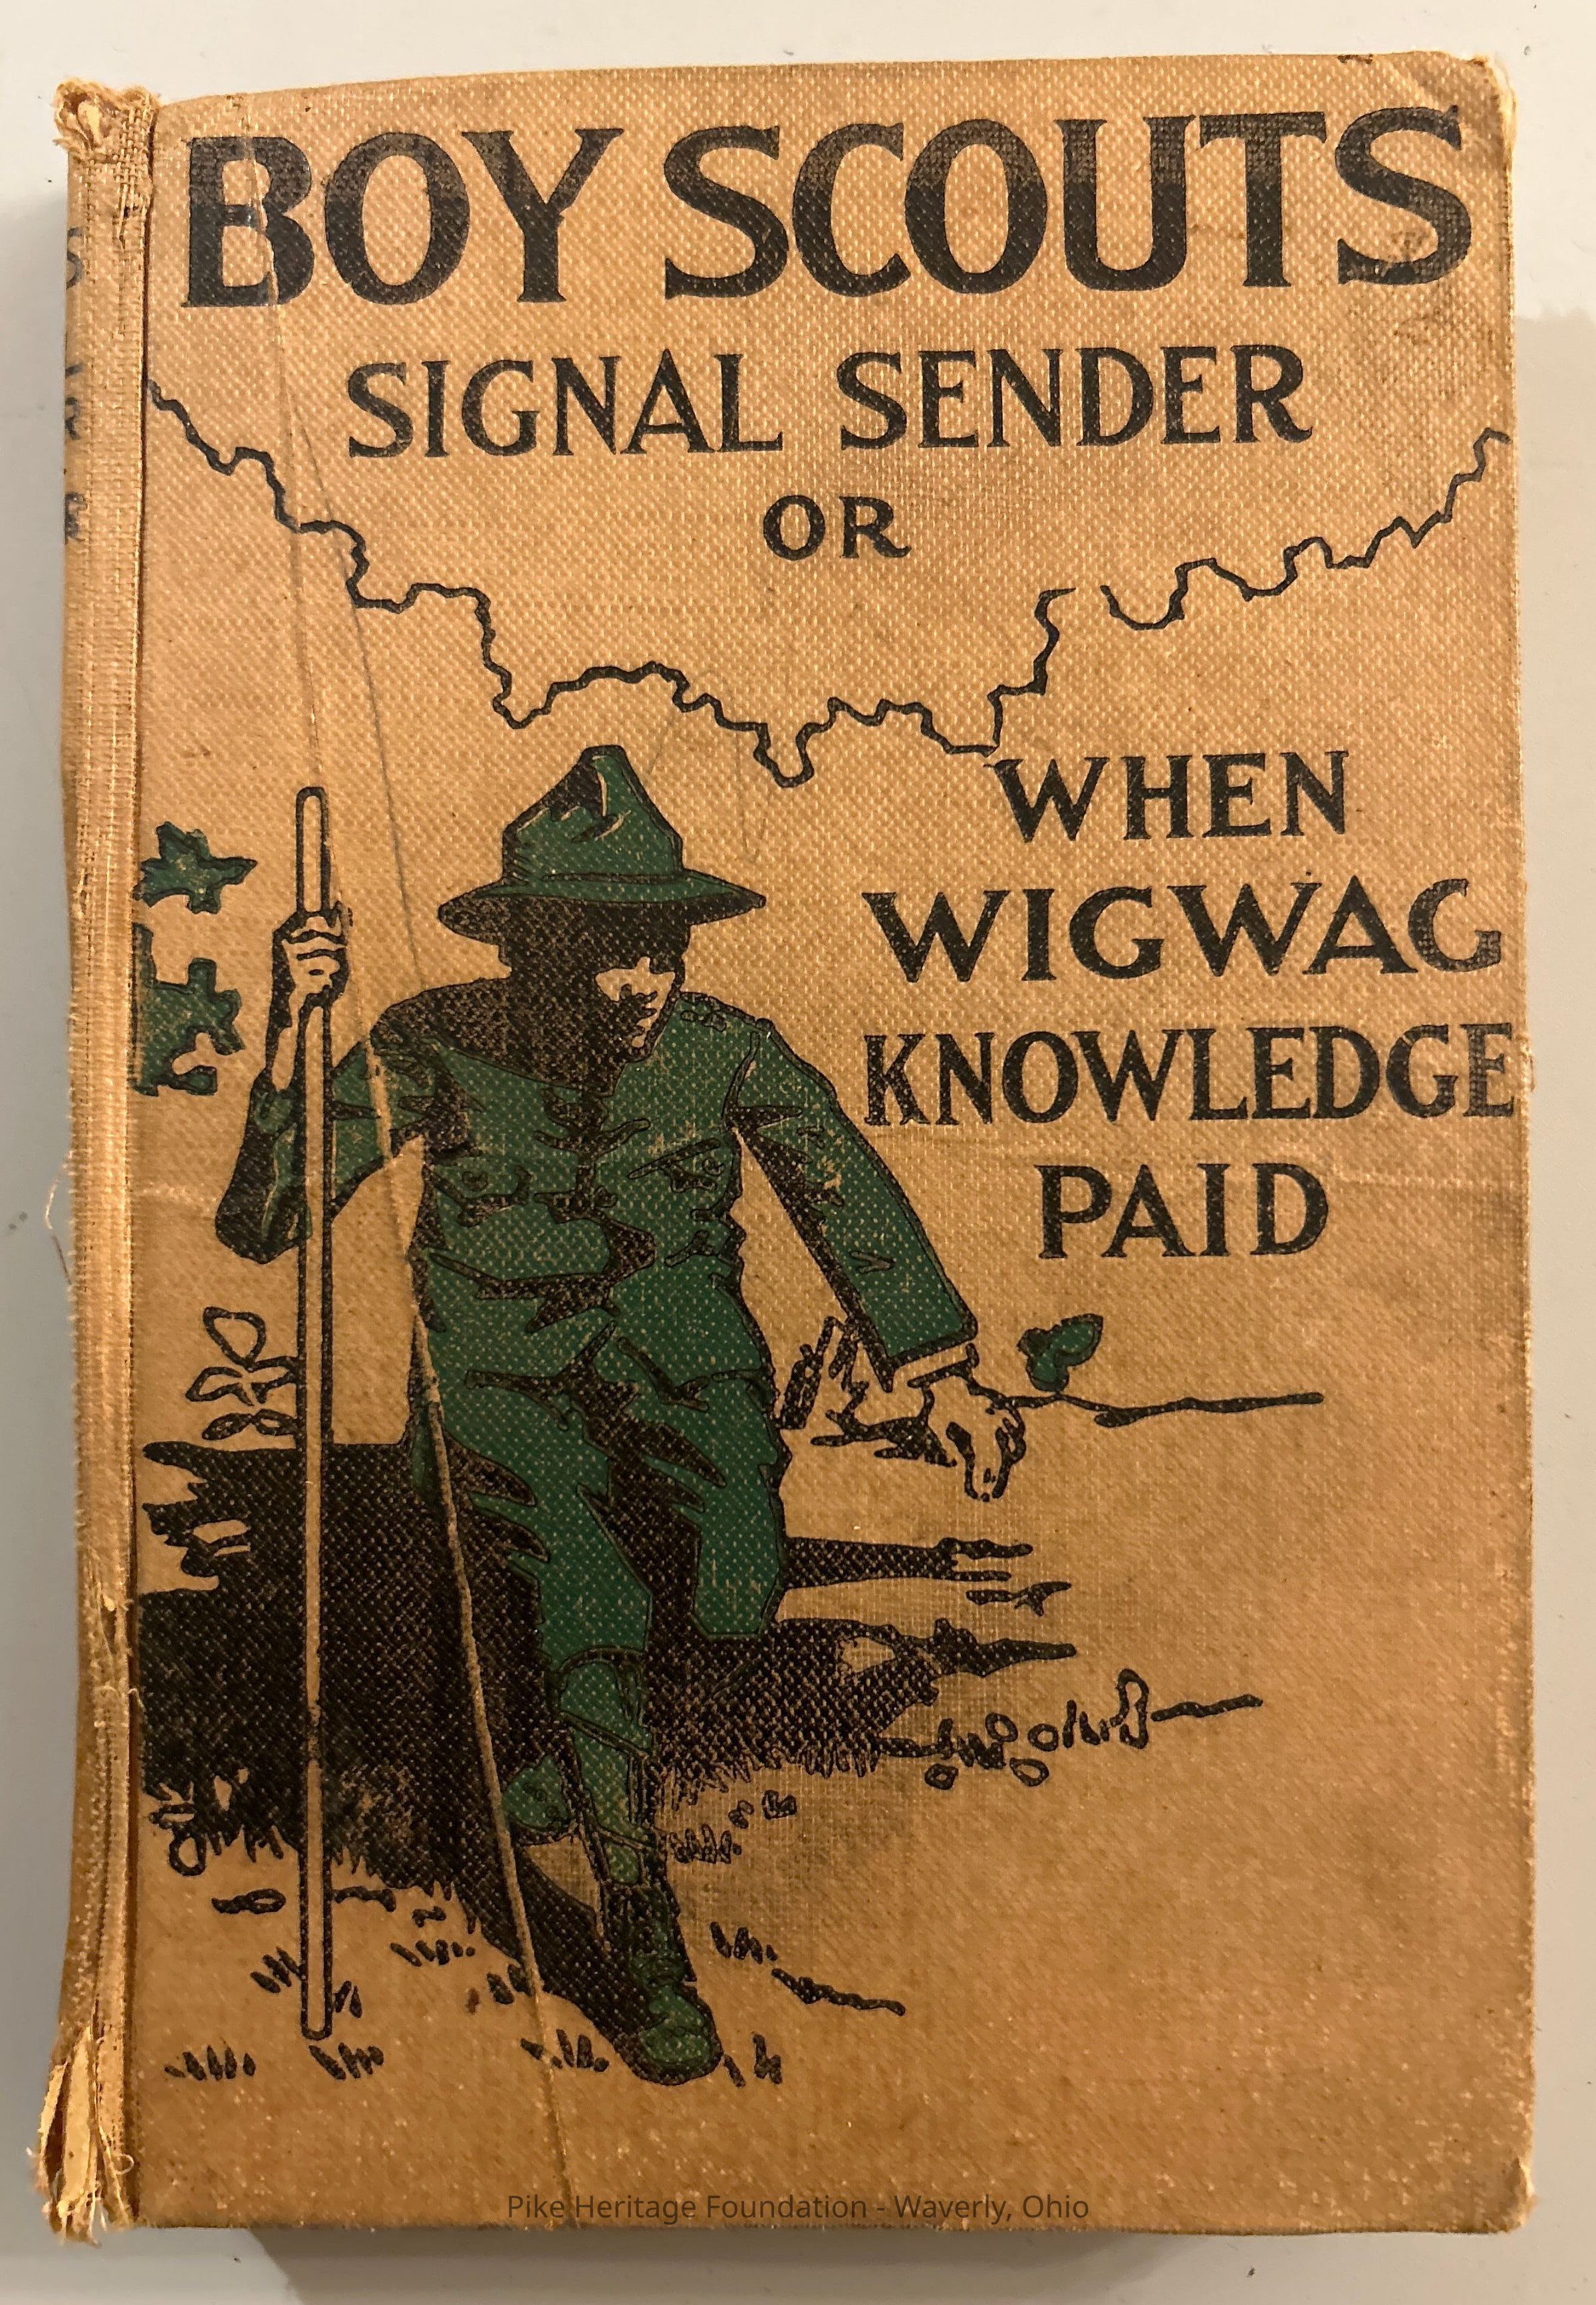 BOY SCOUTS
SIGNAL SENDER
OR
WHEN
WIGWAG
KNOWLEDGE
PAID
Pike Heritage Foundation - Waverly, Ohio